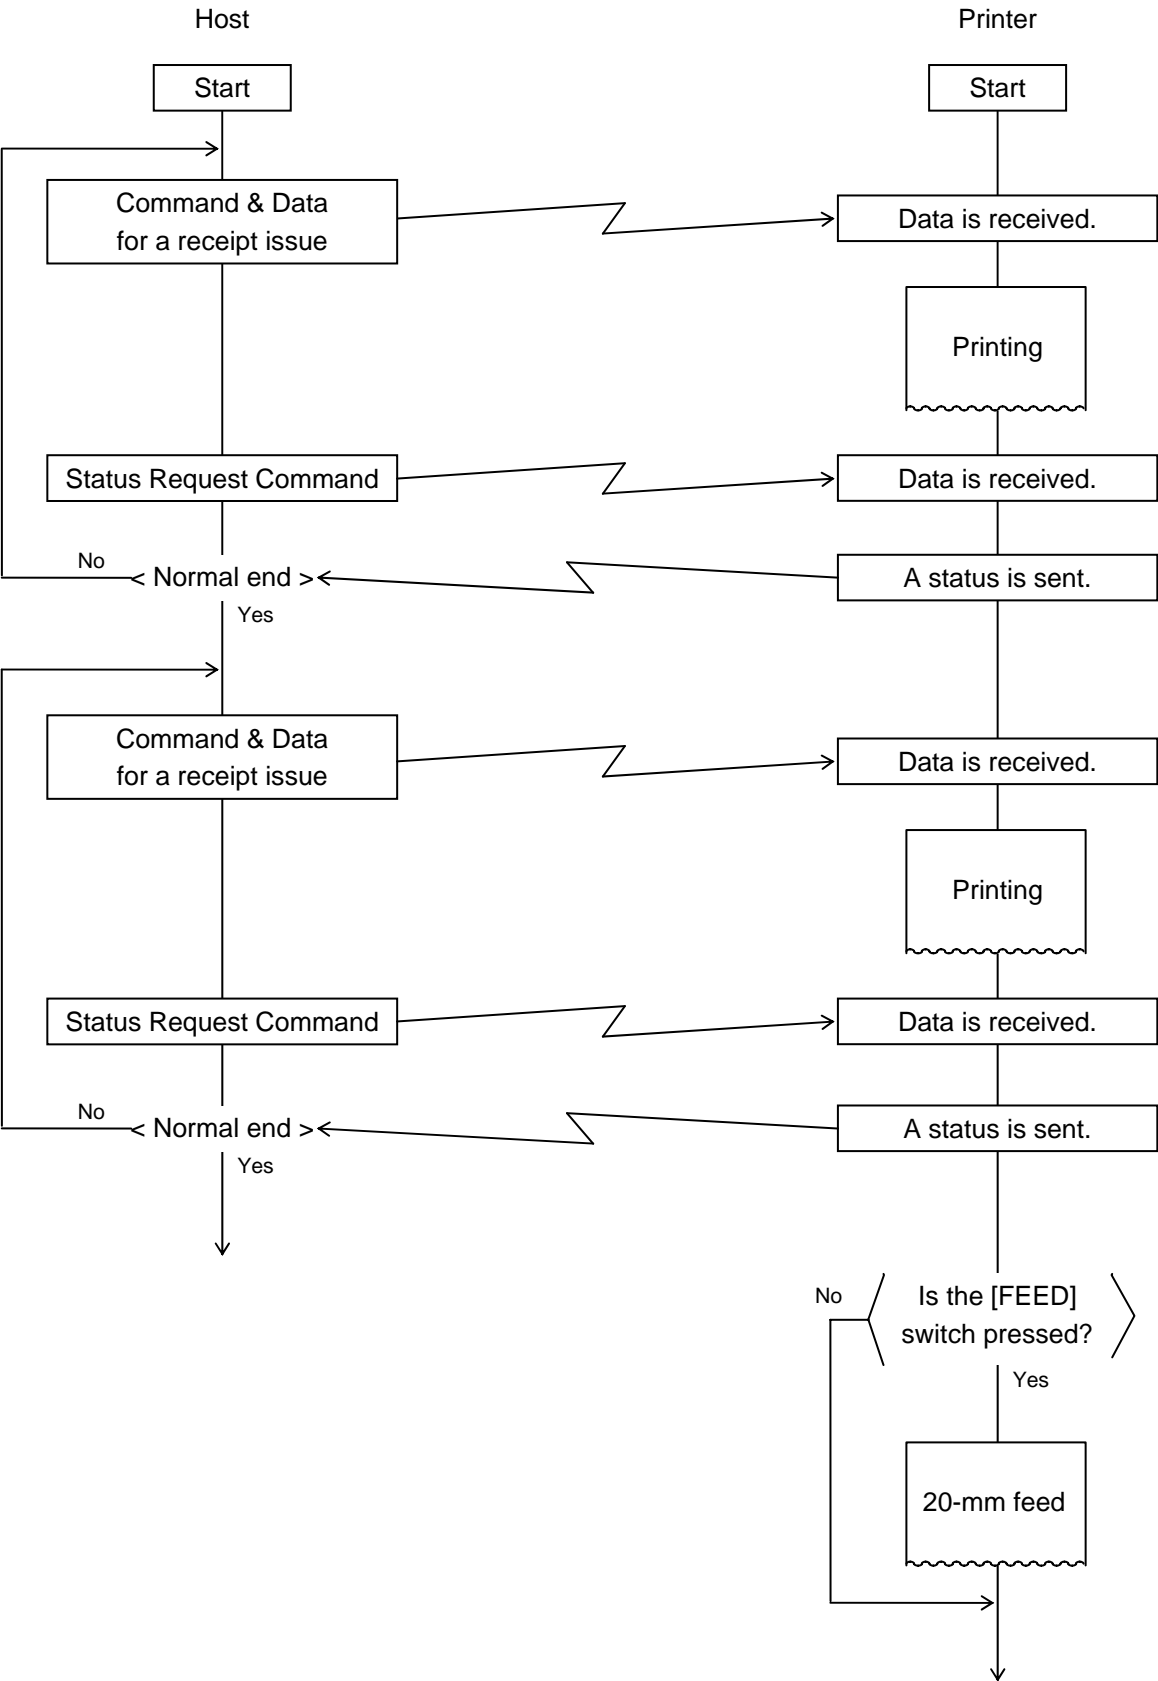 Host
Printer
Start
Start
Command & Data
for a receipt issue
Data is received.
Printing
Status Request Command
Data is received.
No
< Normal end >
A status is sent.
Yes
Command & Data
for a receipt issue
Data is received.
Printing
Status Request Command
Data is received.
No
< Normal end >
A status is sent.
Yes
No
Is the [FEED]
switch pressed?
Yes
20-mm feed